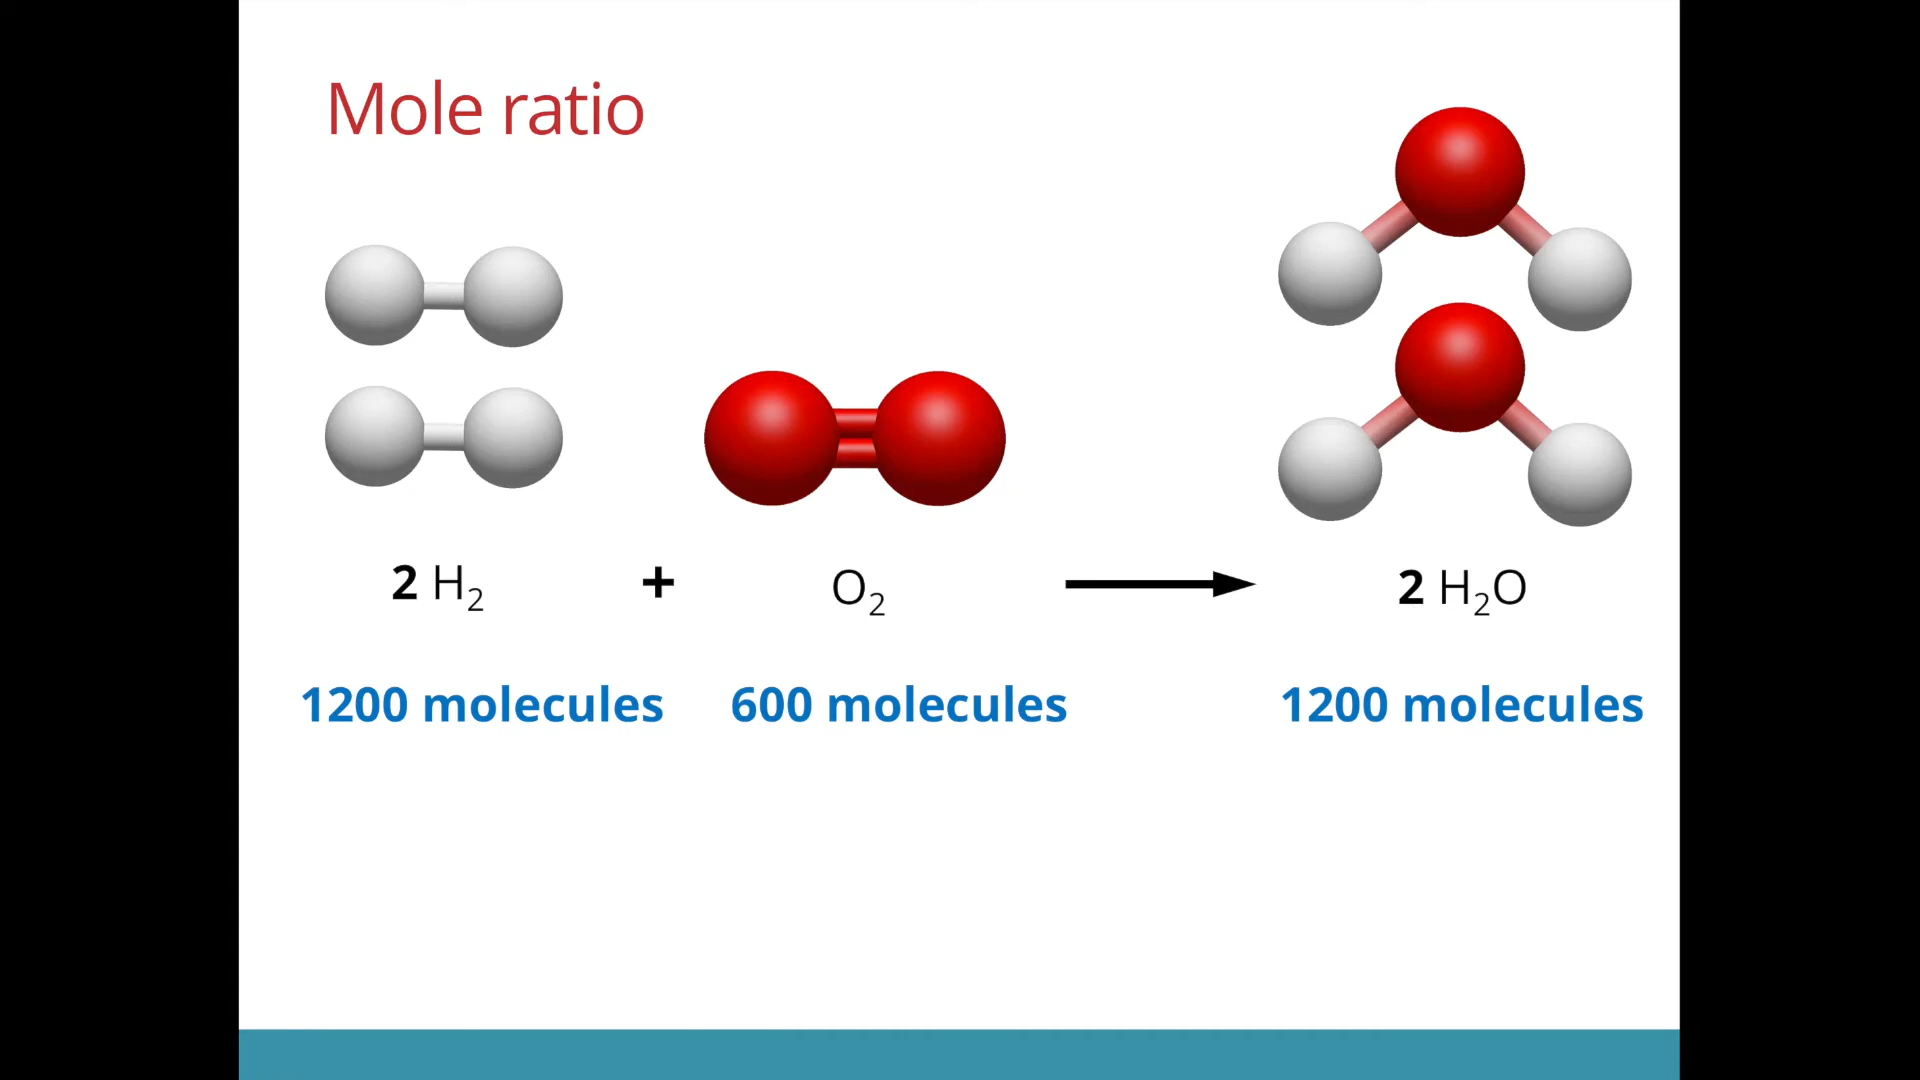 Mole ratio
2 H₂ + O₂ → 2 H₂O
1200 molecules 600 molecules 1200 molecules